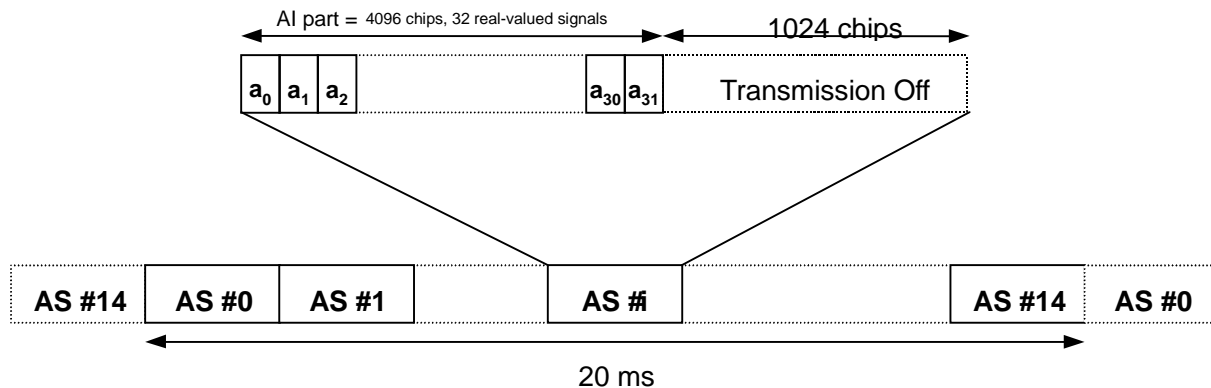 AI part = 4096 chips, 32 real-valued signals
1024 chips
a0 a1 a2 a30 a31 Transmission Off
AS #14 AS #0 AS #1 AS #i AS #14 AS #0
20 ms